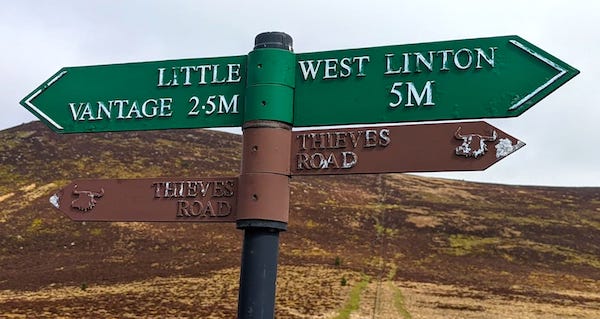 LITTLE
VANTAGE 2·5M
WEST LINTON
5M
THIEVES
ROAD
THIEVES
ROAD